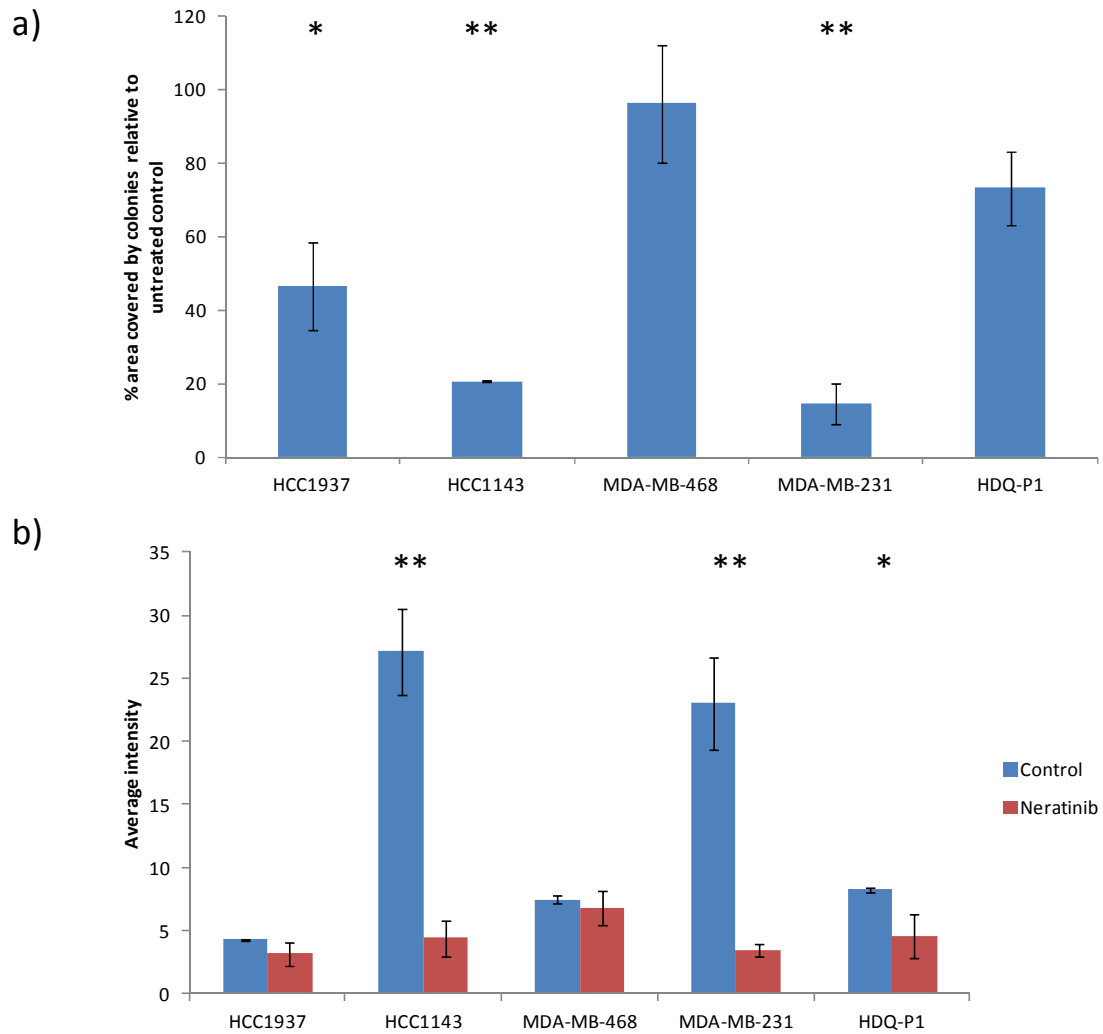 a)
* ** **
120
100
80
60
40
20
0
% area covered by colonies relative to
untreated control
HCC1937 HCC1143 MDA-MB-468 MDA-MB-231 HDQ-P1
b)
** ** *
35
30
25
20
15
10
5
0
Average intensity
Control
Neratinib
HCC1937 HCC1143 MDA-MB-468 MDA-MB-231 HDQ-P1